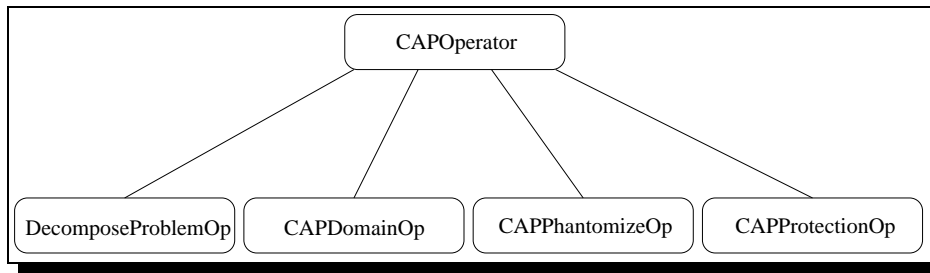 CAPOperator
DecomposeProblemOp
CAPDomainOp
CAPPhantomizeOp
CAPProtectionOp